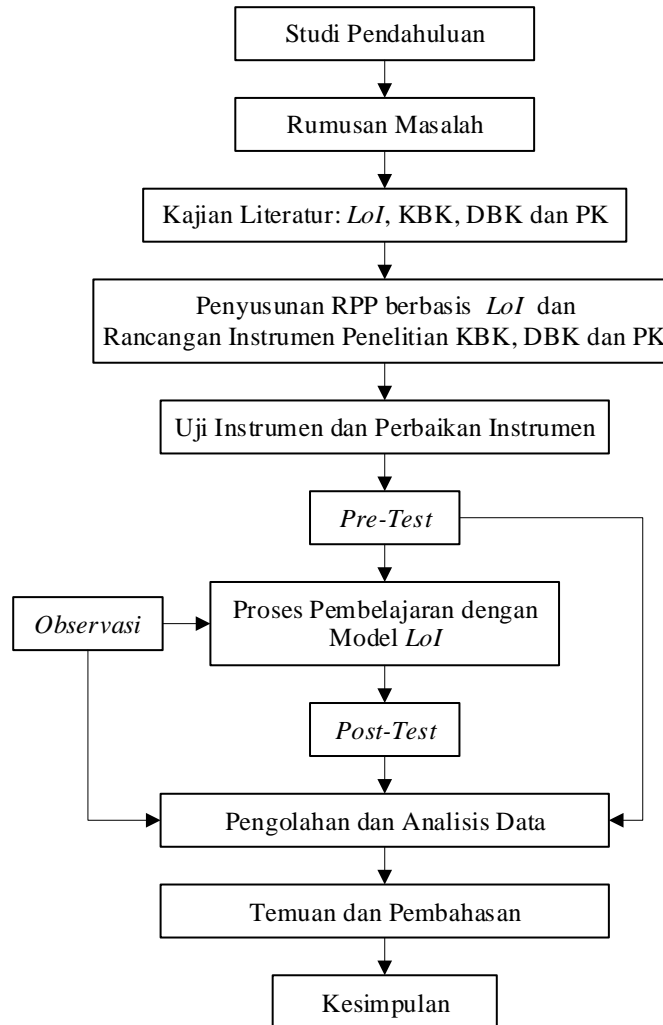 Studi Pendahuluan
Rumusan Masalah
Kajian Literatur: LoI, KBK, DBK dan PK
Penyusunan RPP berbasis LoI dan
Rancangan Instrumen Penelitian KBK, DBK dan PK
Uji Instrumen dan Perbaikan Instrumen
Pre-Test
Proses Pembelajaran dengan
Model LoI
Observasi
Post-Test
Pengolahan dan Analisis Data
Temuan dan Pembahasan
Kesimpulan